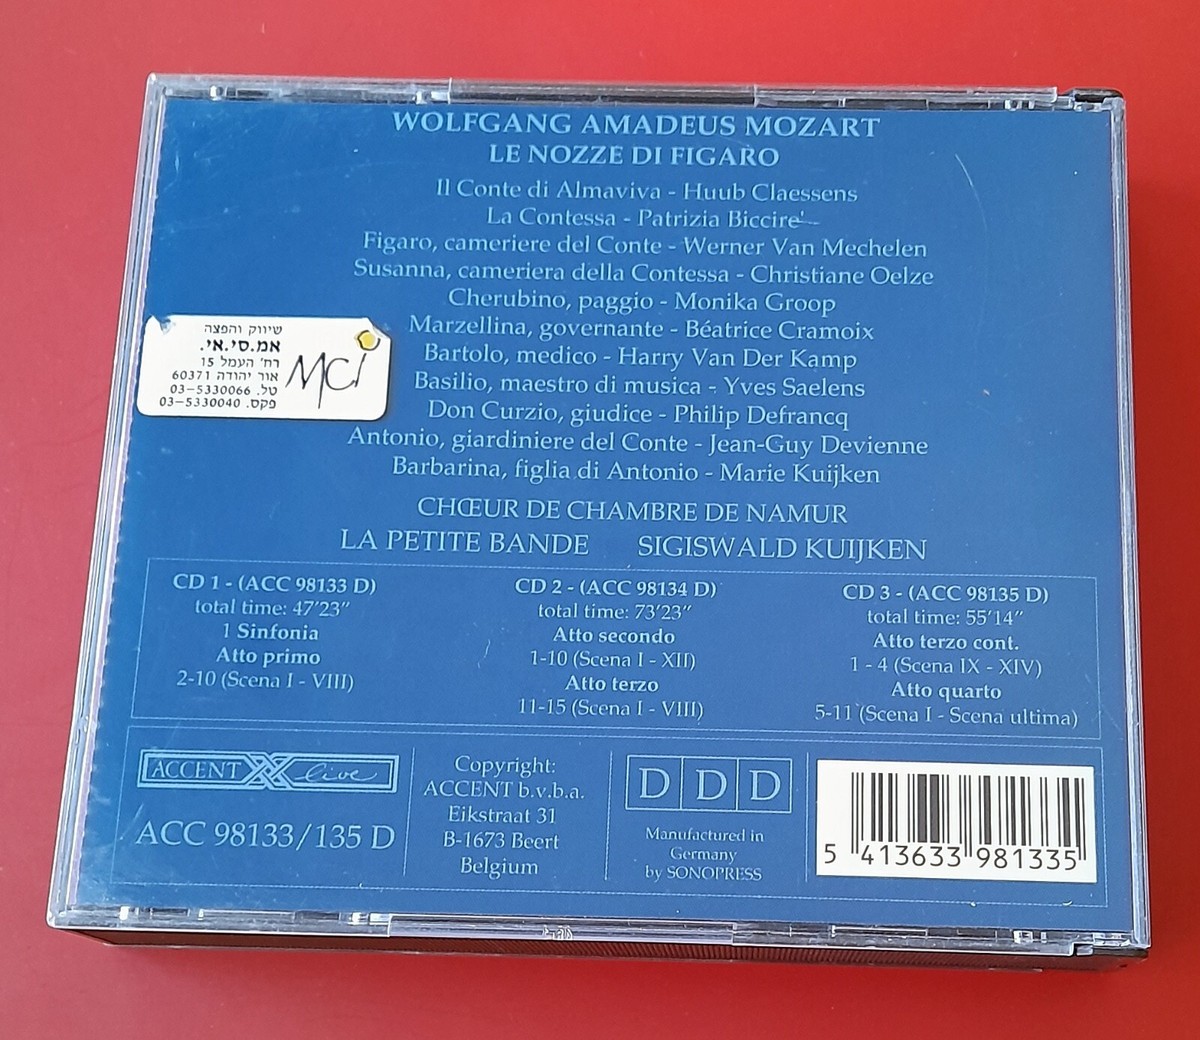 WOLFGANG AMADEUS MOZART
LE NOZZE DI FIGARO
Il Conte di Almaviva - Huub Claessens
La Contessa - Patrizia Biccire'
Figaro, cameriere del Conte - Werner Van Mechelen
Susanna, cameriera della Contessa - Christiane Oelze
Cherubino, paggio - Monika Groop
Marzellina, governante - Béatrice Cramoix
Bartolo, medico - Harry Van Der Kamp
Basilio, maestro di musica - Yves Saelens
Don Curzio, giudice - Philip Defrancq
Antonio, giardiniere del Conte - Jean-Guy Devienne
Barbarina, figlia di Antonio - Marie Kuijken
CHŒUR DE CHAMBRE DE NAMUR
LA PETITE BANDE SIGISWALD KUIJKEN
שיווק והפצה
אמ.סי.אי.
רח' העמל 15
אור יהודה 60371
טל. 03-5330066
פקס. 03-5330040
MCI
CD 1 - (ACC 98133 D)
total time: 47'23"
1 Sinfonia
Atto primo
2-10 (Scena I - VIII)
CD 2 - (ACC 98134 D)
total time: 73'23"
Atto secondo
1-10 (Scena I - XII)
Atto terzo
11-15 (Scena I - VIII)
CD 3 - (ACC 98135 D)
total time: 55'14"
Atto terzo cont.
1 - 4 (Scena IX - XIV)
Atto quarto
5-11 (Scena I - Scena ultima)
ACCENT live
ACC 98133/135 D
Copyright:
ACCENT b.v.b.a.
Eikstraat 31
B-1673 Beert
Belgium
DDD
Manufactured in
Germany
by SONOPRESS
5 413633 981335